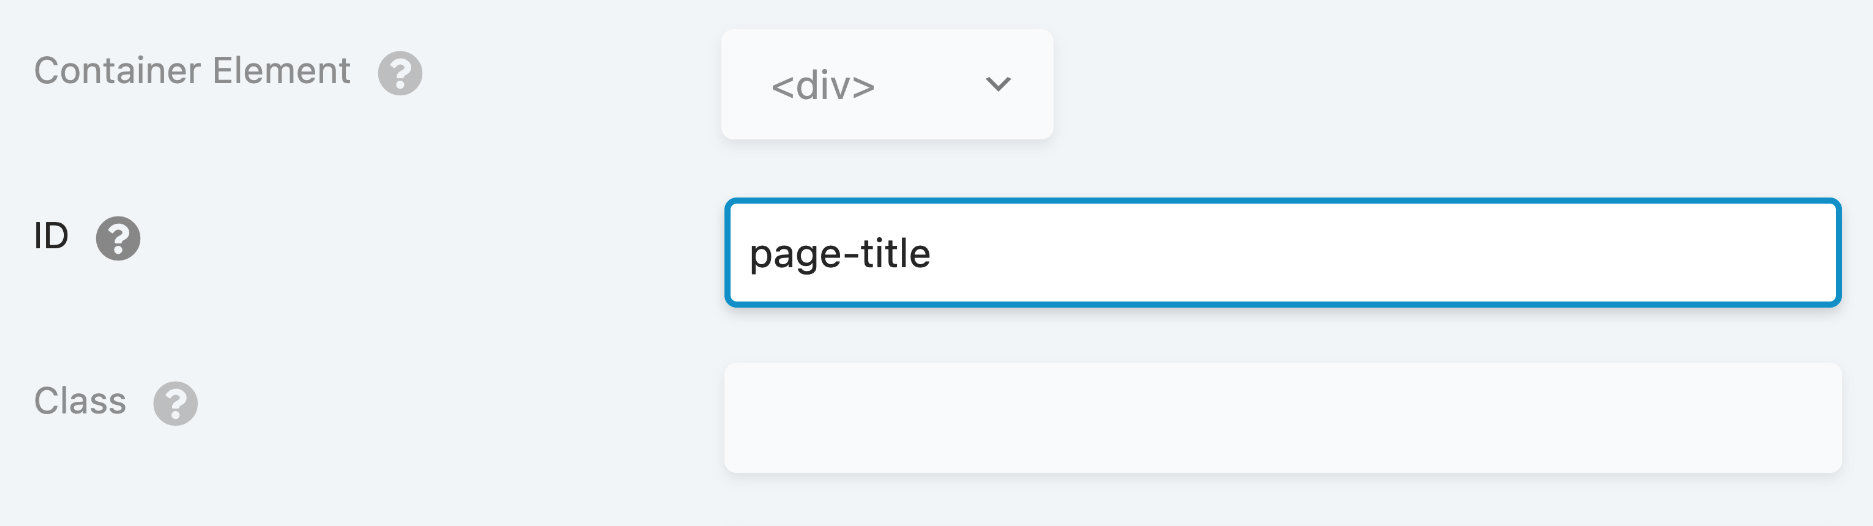 Container Element ?
<div>
ID ?
page-title
Class ?